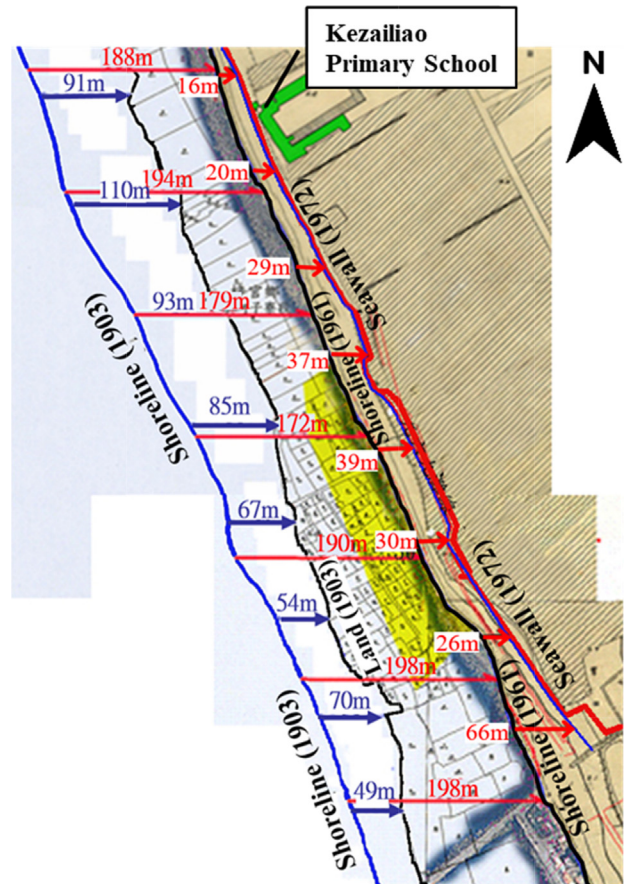 Kezailiao
Primary School
N
188m
16m
91m
20m
194m
110m
Seawall (1972)
29m
93m
179m
Shoreline (1961)
37m
Shoreline (1903)
85m
172m
39m
67m
30m
190m
Land (1903)
54m
Seawall (1972)
26m
198m
70m
66m
Shoreline (1961)
Shoreline (1903)
49m
198m